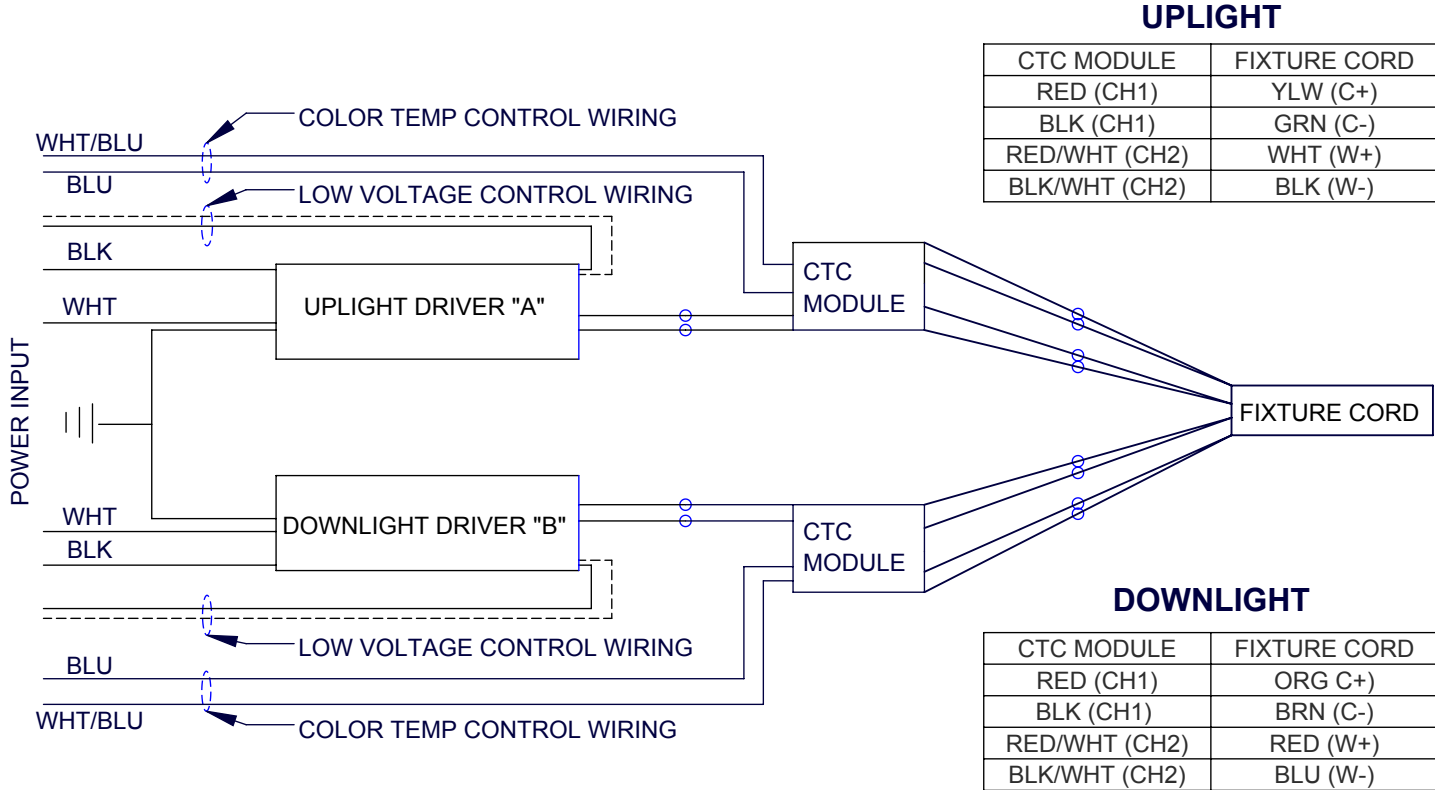 UPLIGHT
CTC MODULE FIXTURE CORD
RED (CH1) YLW (C+)
BLK (CH1) GRN (C-)
RED/WHT (CH2) WHT (W+)
BLK/WHT (CH2) BLK (W-)
COLOR TEMP CONTROL WIRING
WHT/BLU
BLU
LOW VOLTAGE CONTROL WIRING
BLK
WHT
UPLIGHT DRIVER "A"
CTC
MODULE
POWER INPUT
FIXTURE CORD
WHT
BLK
DOWNLIGHT DRIVER "B"
CTC
MODULE
LOW VOLTAGE CONTROL WIRING
BLU
WHT/BLU
COLOR TEMP CONTROL WIRING
DOWNLIGHT
CTC MODULE FIXTURE CORD
RED (CH1) ORG C+)
BLK (CH1) BRN (C-)
RED/WHT (CH2) RED (W+)
BLK/WHT (CH2) BLU (W-)